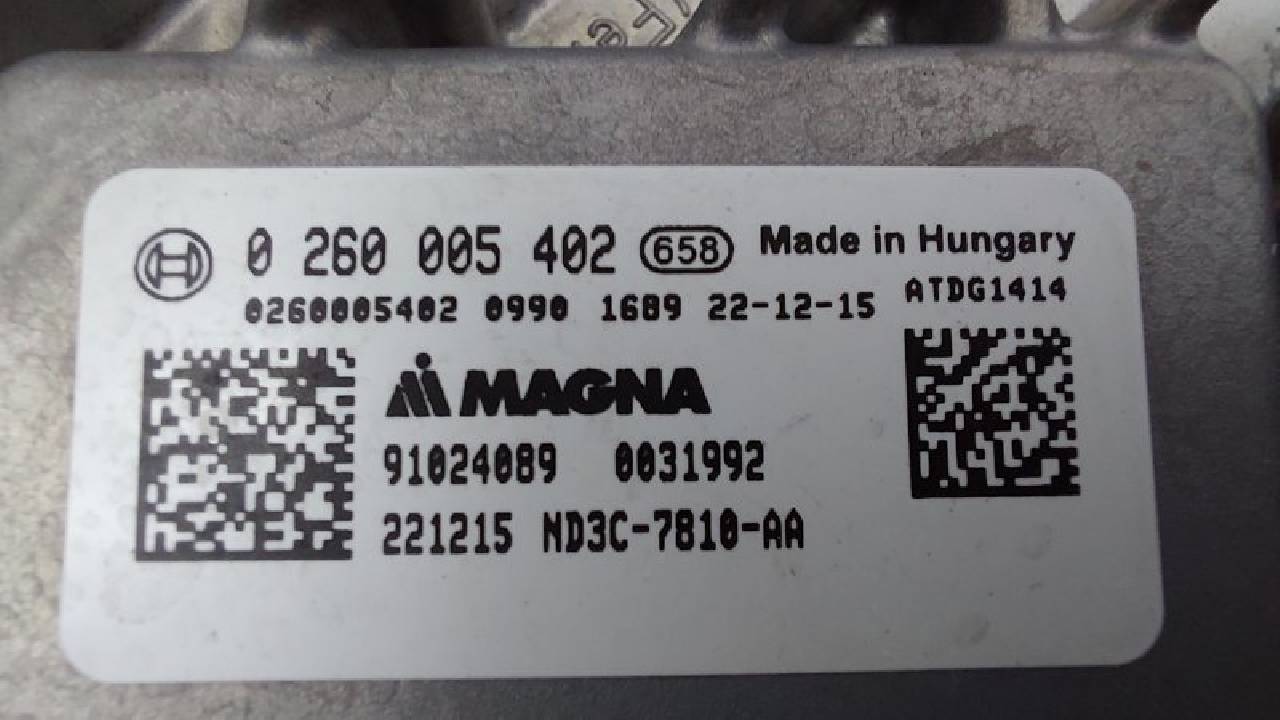 0 260 005 402 658 Made in Hungary
0260005402 0990 1689 22-12-15 ATDG1414
MAGNA
91024089 0031992
221215 ND3C-7810-AA